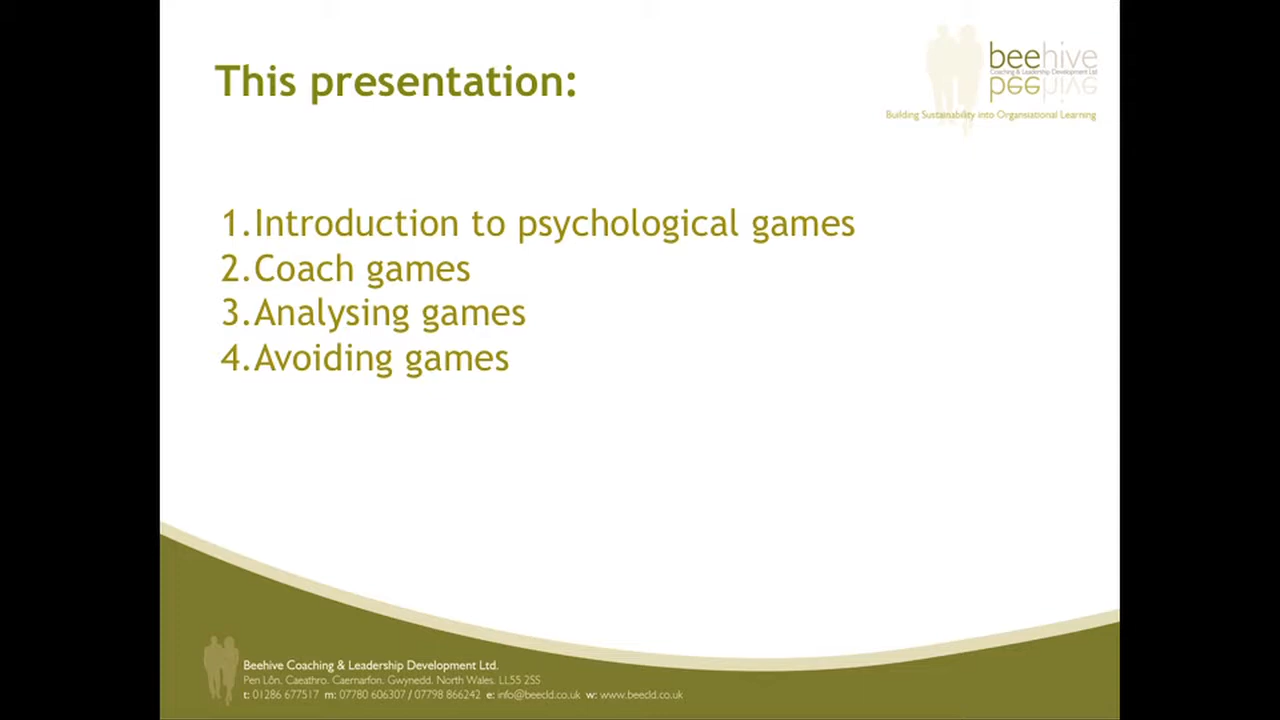 This presentation:
beehive
Coaching & Leadership Development Ltd
beehive
Building Sustainability into Organsiational Learning
1.Introduction to psychological games
2.Coach games
3.Analysing games
4.Avoiding games
Beehive Coaching & Leadership Development Ltd.
Pen Lôn, Caeathro, Caernarfon, Gwynedd, North Wales, LL55 2SS
t: 01286 677517 m: 07780 606307 / 07798 866242 e: info@beecld.co.uk w: www.beecld.co.uk